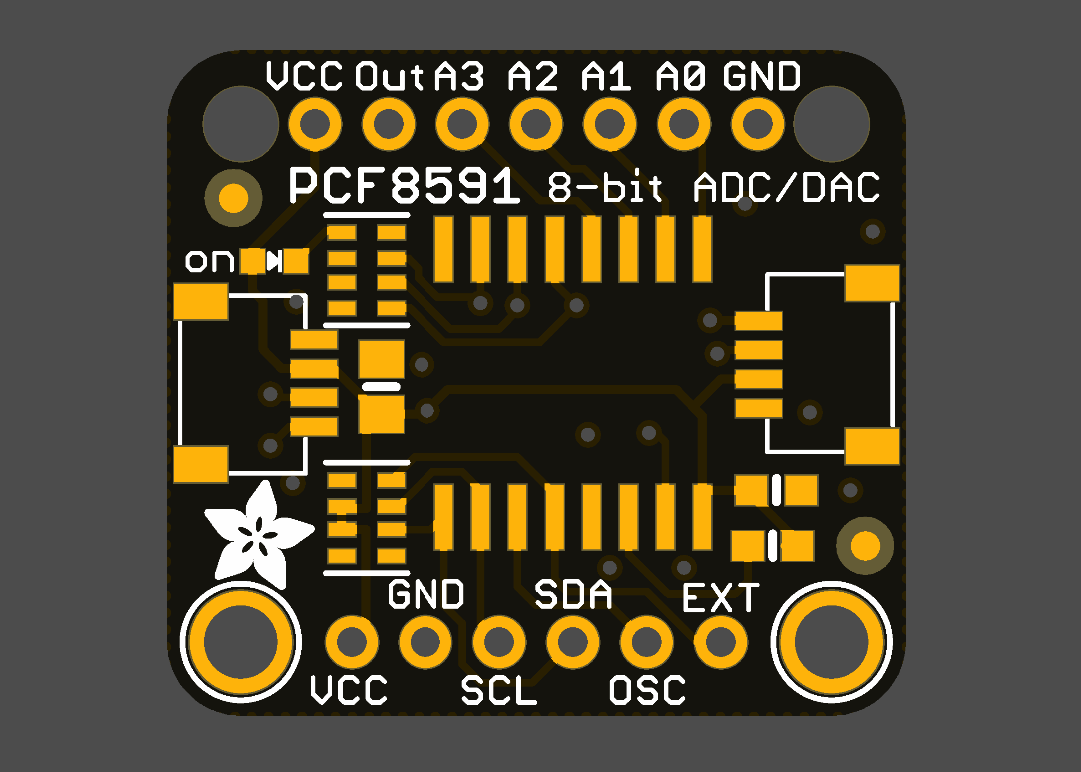 VCC Out A3 A2 A1 A0 GND
PCF8591 8-bit ADC/DAC
on
GND SDA EXT
VCC SCL OSC